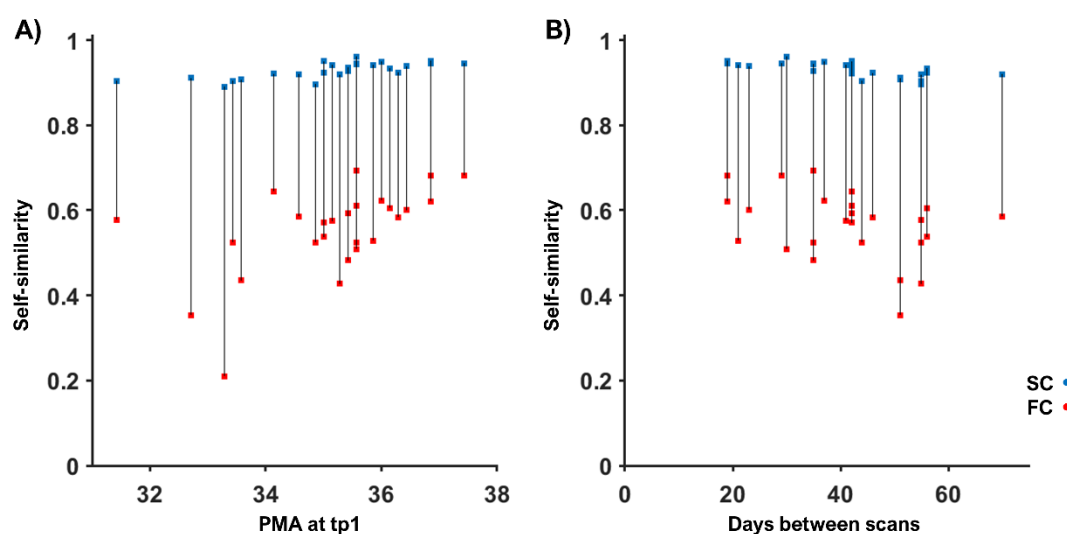 A)
1
0.8
0.6
0.4
0.2
0
Self-similarity
32 34 36 38
PMA at tp1
B)
1
0.8
0.6
0.4
0.2
0
Self-similarity
0 20 40 60
Days between scans
SC
FC